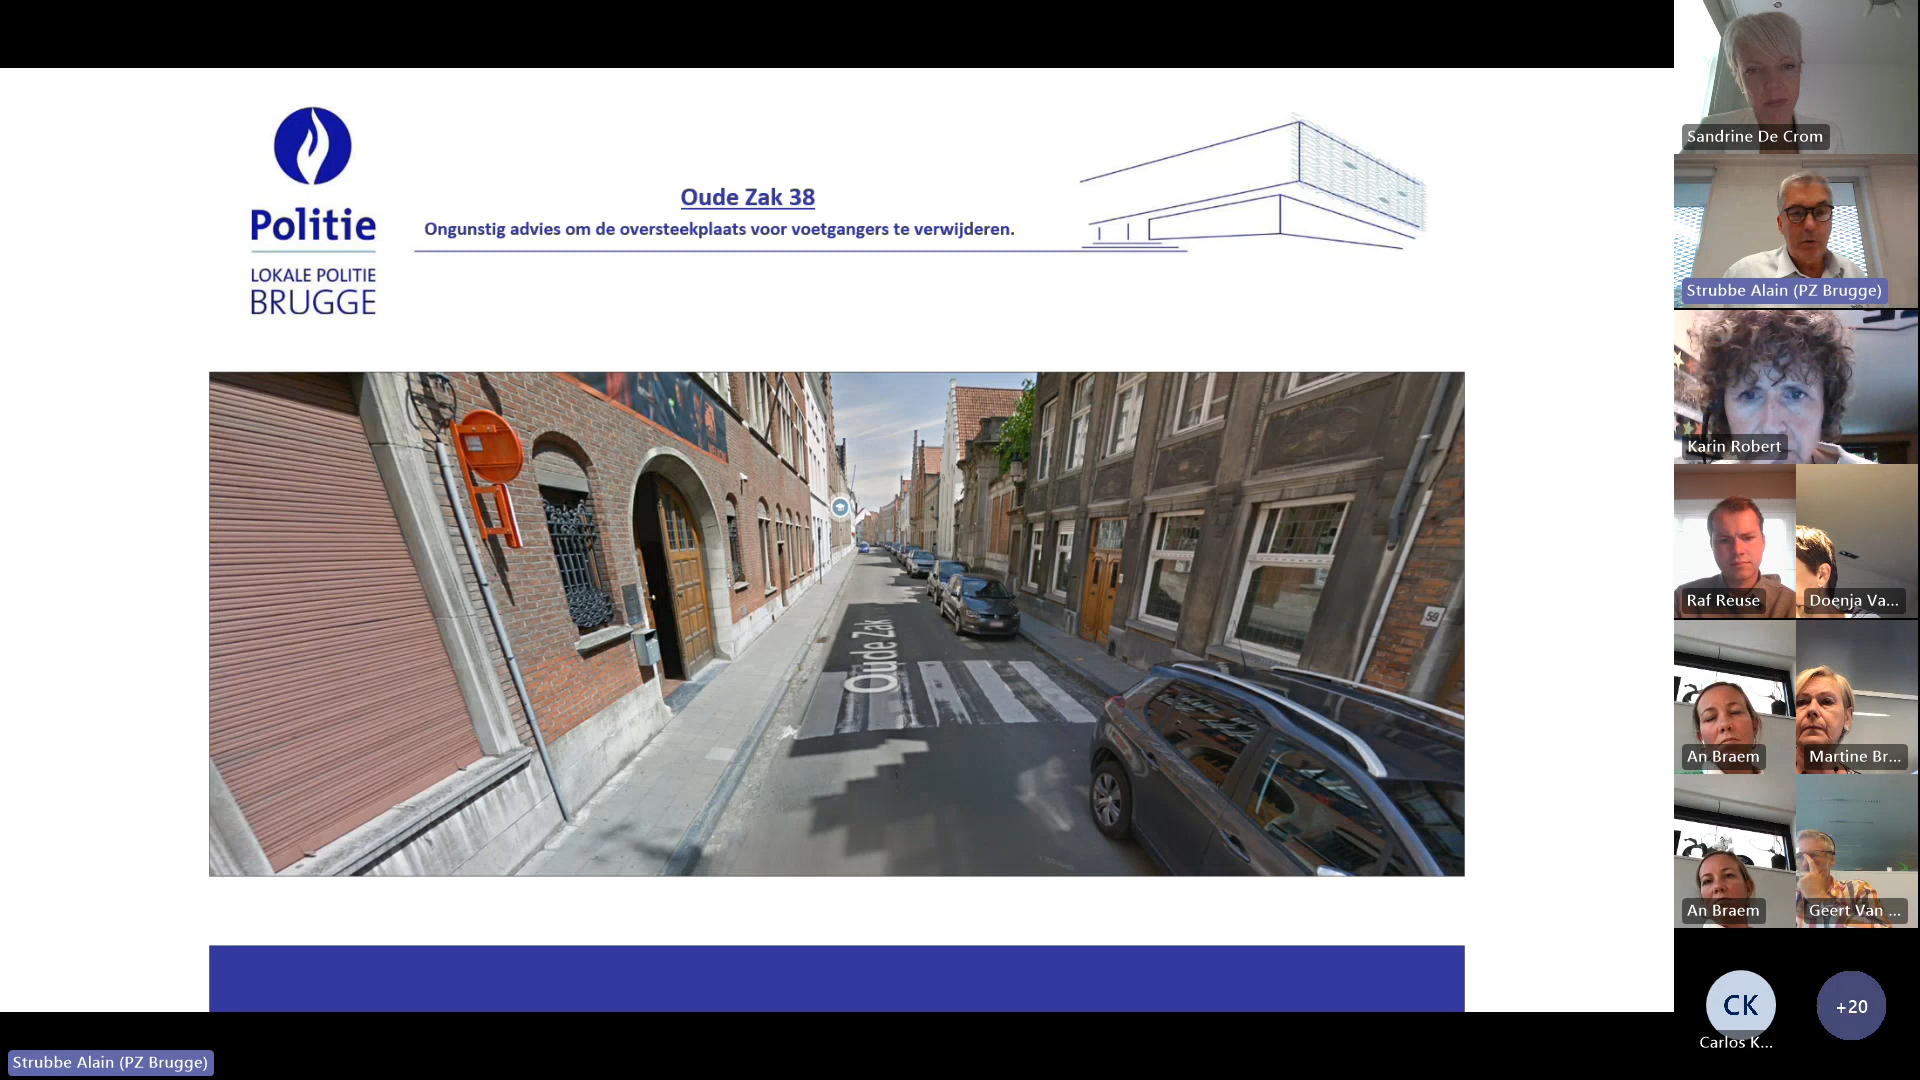 Politie
LOKALE POLITIE
BRUGGE
Oude Zak 38
Ongunstig advies om de oversteekplaats voor voetgangers te verwijderen.
Oude Zak
59
Sandrine De Crom
Strubbe Alain (PZ Brugge)
Karin Robert
Raf Reuse
Doenja Va...
An Braem
Martine Br...
An Braem
Geert Van ...
CK
Carlos K...
+20
Strubbe Alain (PZ Brugge)